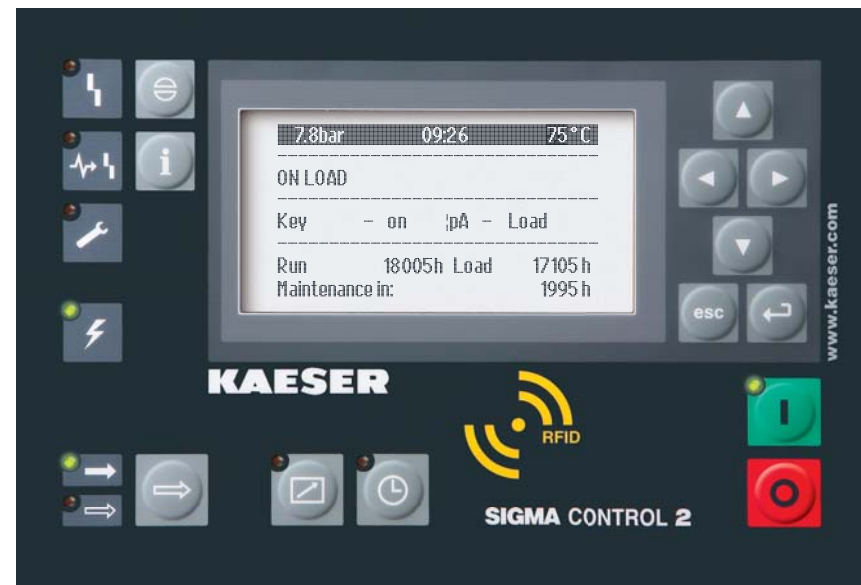 7.8bar 09:26 75°C
ON LOAD
Key - on ¦pA - Load
Run 18005h Load 17105h
Maintenance in: 1995h
esc
www.kaeser.com
KAESER
RFID
SIGMA CONTROL 2
i
I
O